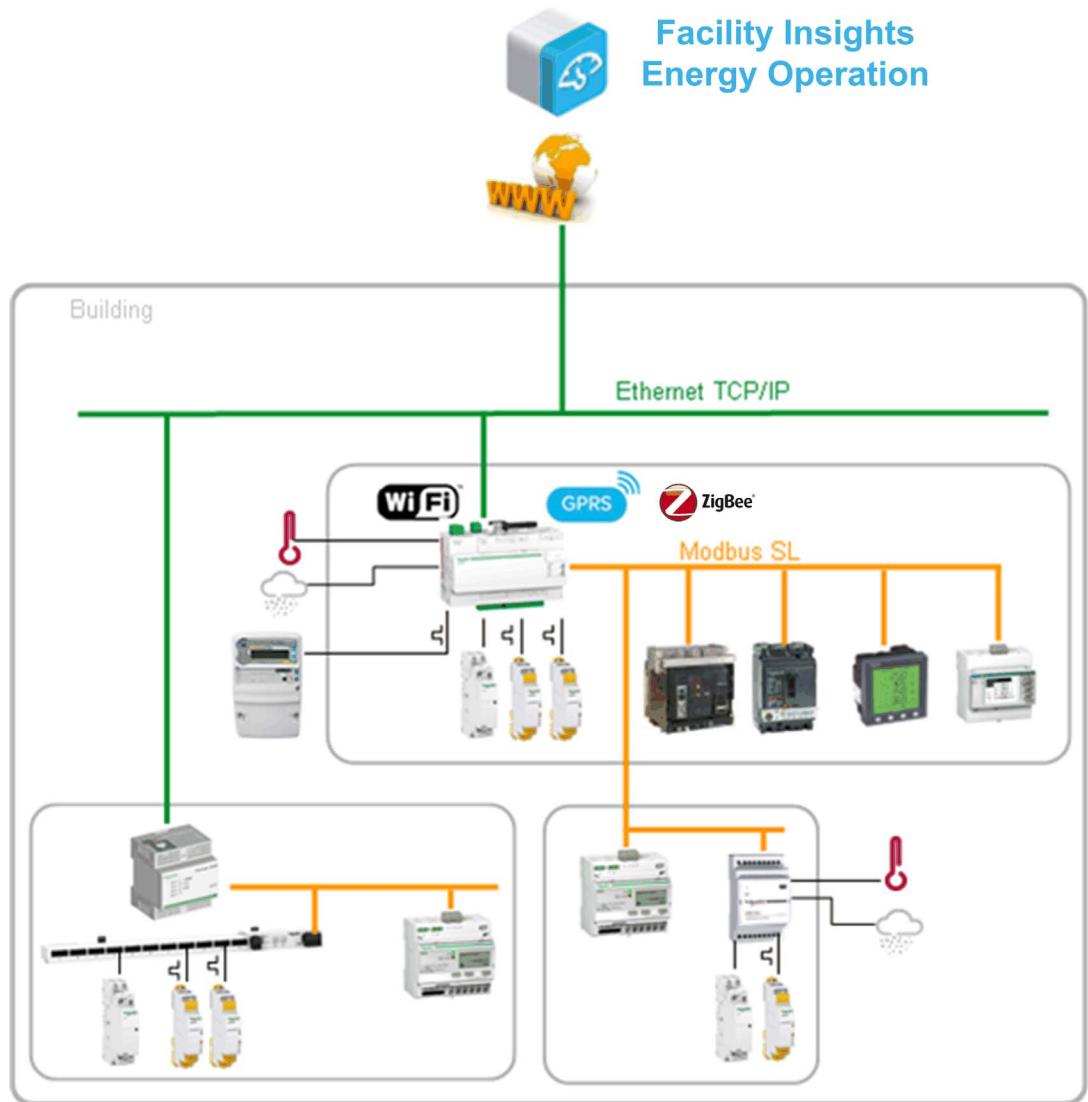 Facility Insights
Energy Operation
www
Building
Ethernet TCP/IP
WiFi
GPRS
ZigBee
Modbus SL